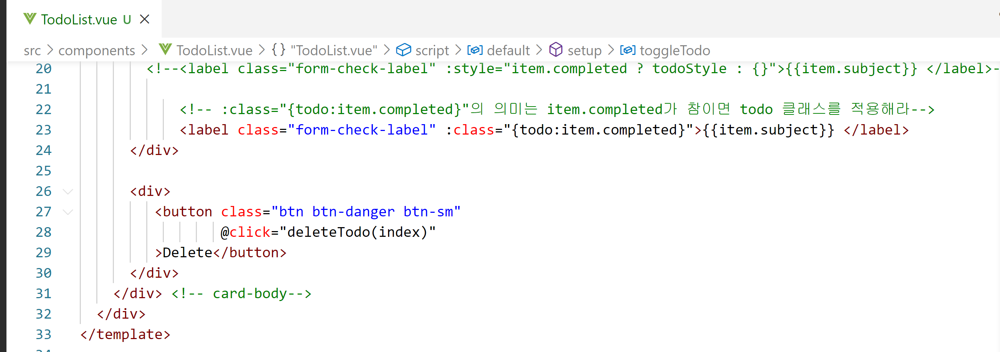 TodoList.vue U
src > components > TodoList.vue > {} "TodoList.vue" > script > default > setup > toggleTodo
20 <!--<label class="form-check-label" :style="item.completed ? todoStyle : {}">{{item.subject}} </label>-
21
22 <!-- :class="{todo:item.completed}"의 의미는 item.completed가 참이면 todo 클래스를 적용해라-->
23 <label class="form-check-label" :class="{todo:item.completed}">{{item.subject}} </label>
24 </div>
25
26 <div>
27 <button class="btn btn-danger btn-sm"
28 @click="deleteTodo(index)"
29 >Delete</button>
30 </div>
31 </div> <!-- card-body-->
32 </div>
33 </template>